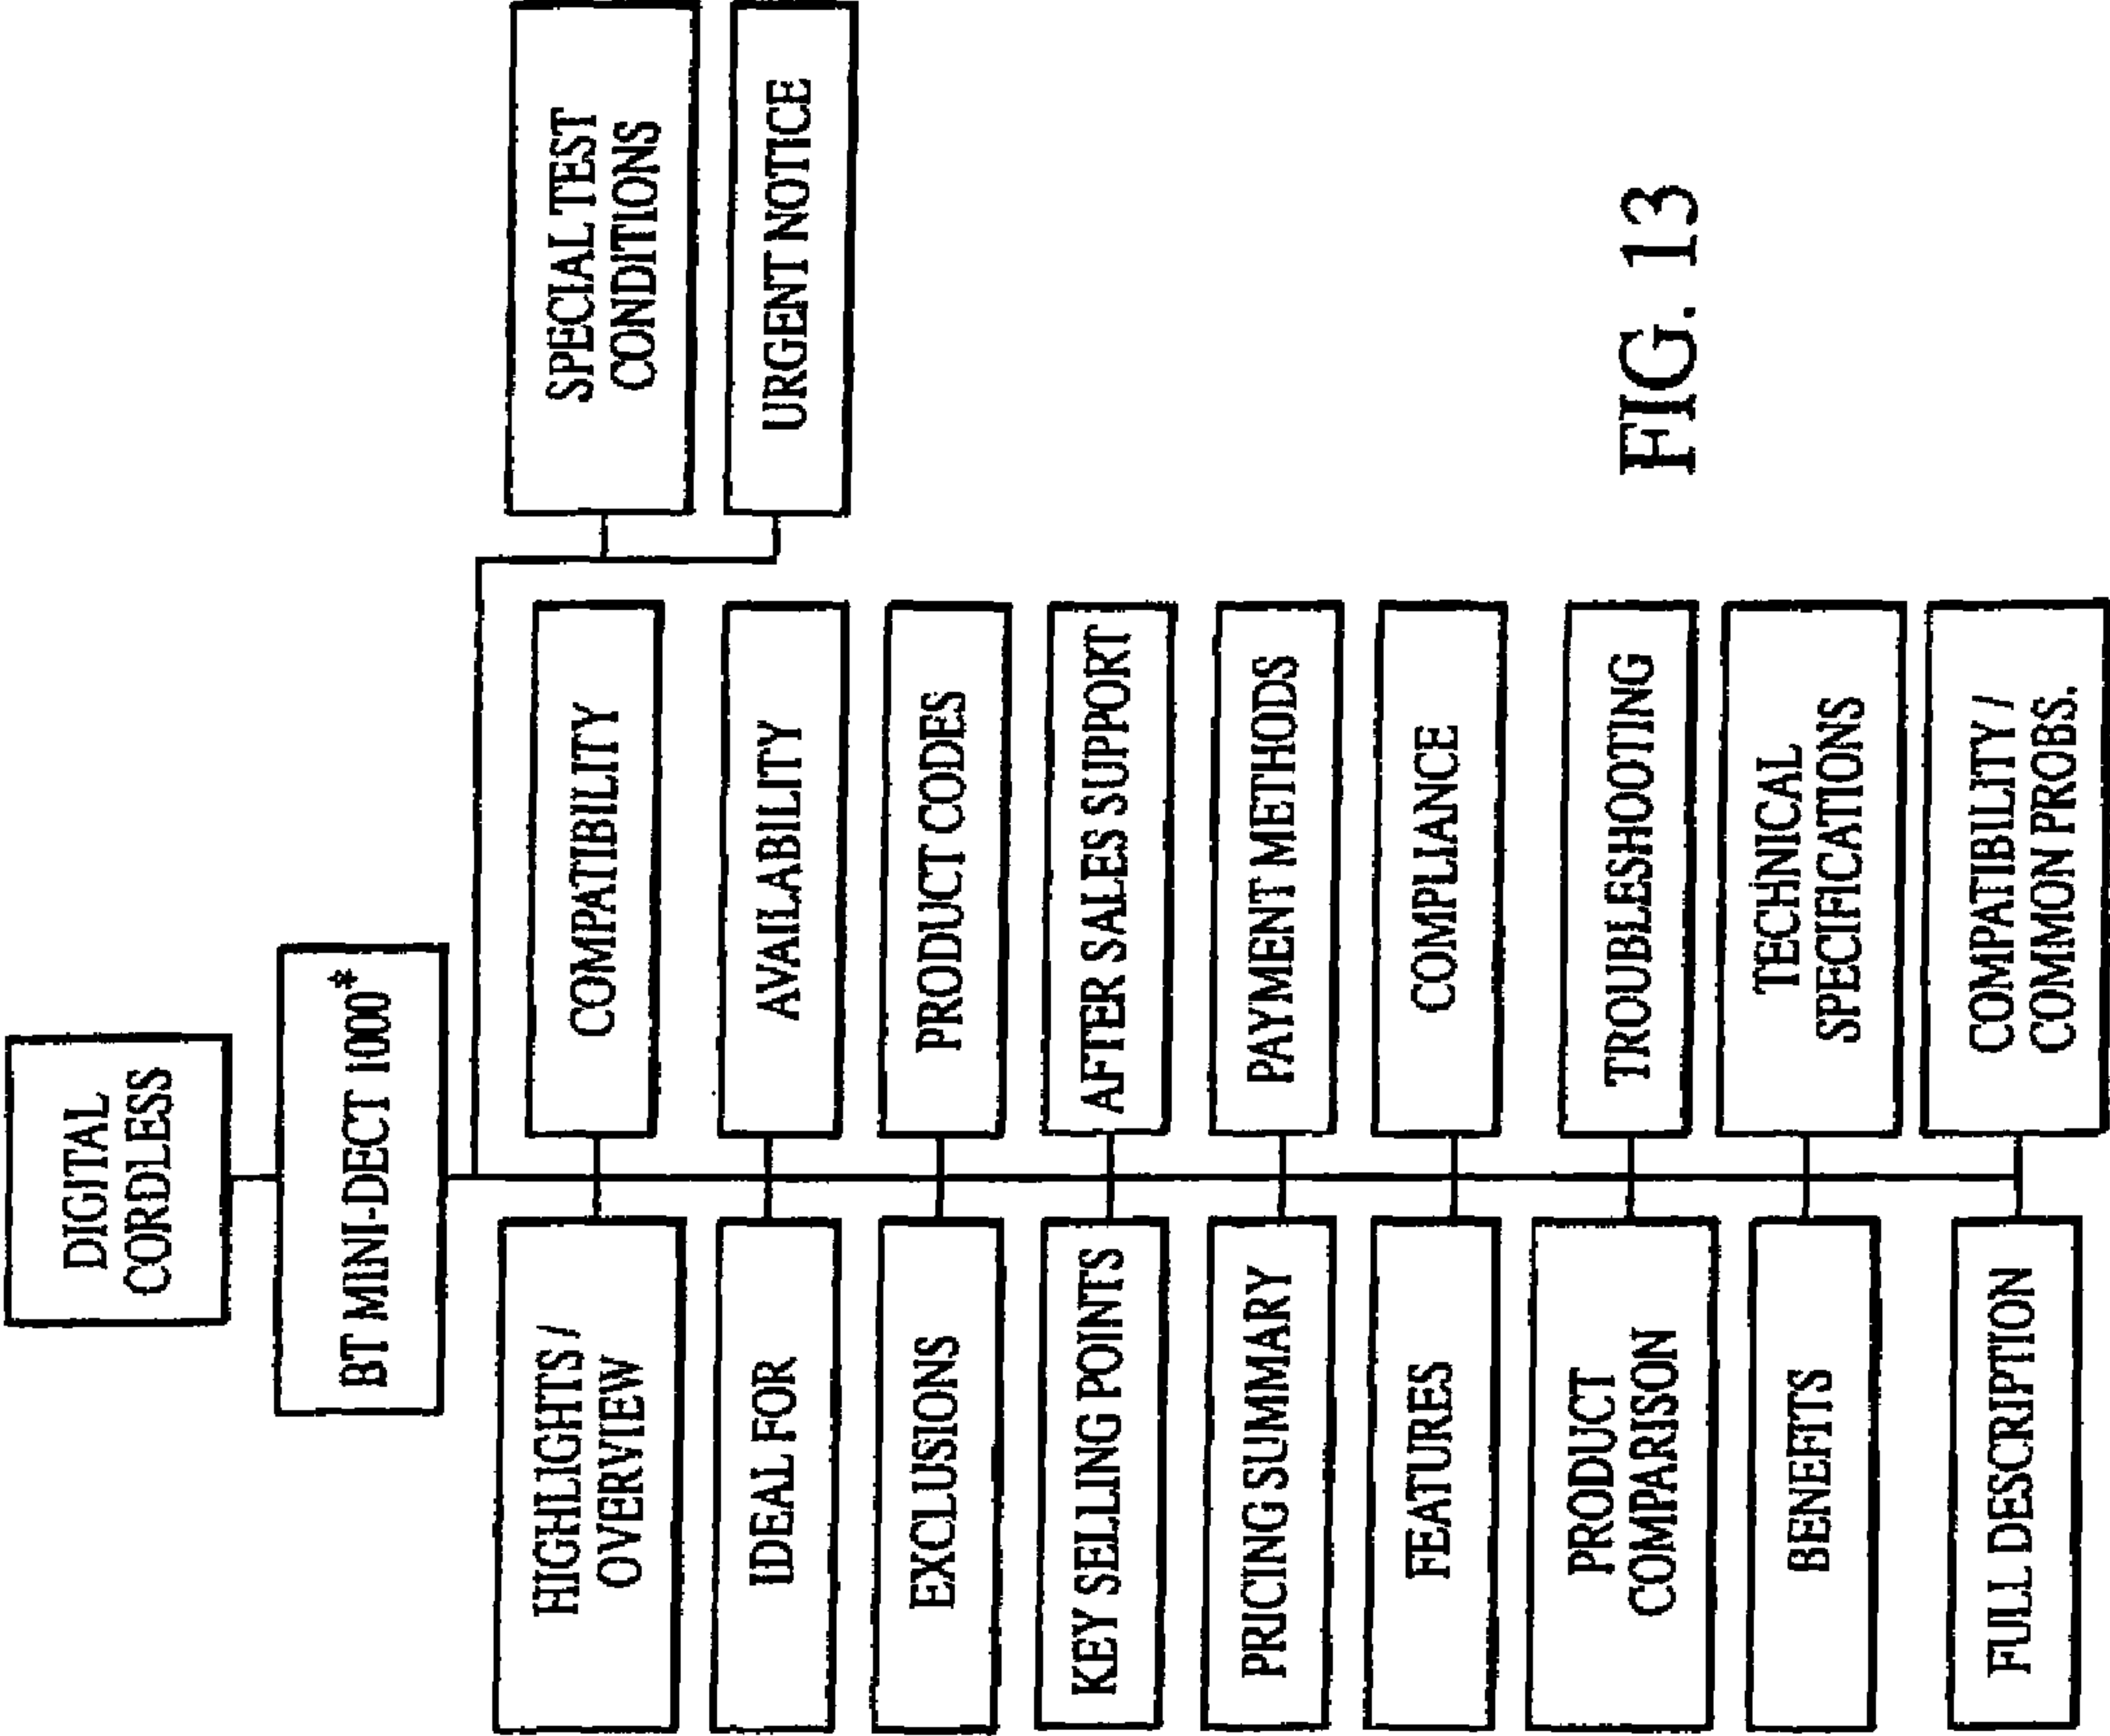 DIGITAL
CORDLESS
BT MINI-DECT 1000*
HIGHLIGHTS /
OVERVIEW
IDEAL FOR
EXCLUSIONS
KEY SELLING POINTS
PRICING SUMMARY
FEATURES
PRODUCT
COMPARISON
BENEFITS
FULL DESCRIPTION
COMPATIBILITY
AVAILABILITY
PRODUCT CODES
AFTER SALES SUPPORT
PAYMENT METHODS
COMPLIANCE
TROUBLESHOOTING
TECHNICAL
SPECIFICATIONS
COMPATIBILITY /
COMMON PROBS.
SPECIAL TEST
CONDITIONS
URGENT NOTICE
FIG. 13